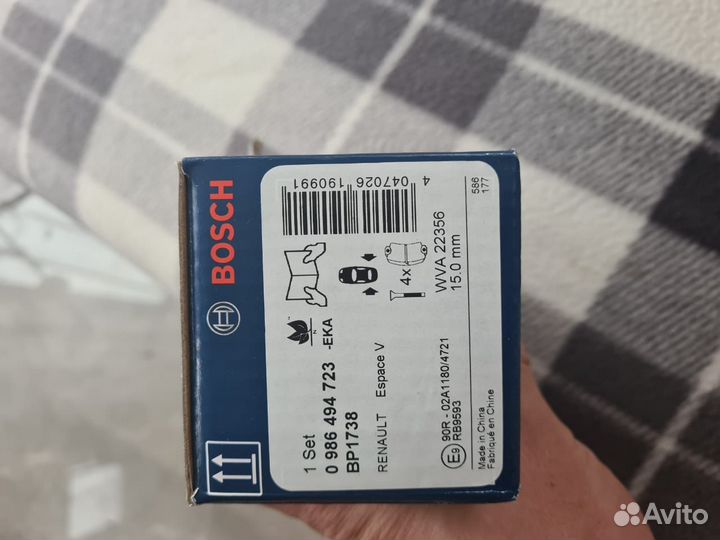 BOSCH
1 Set
0 986 494 723 -EKA
BP1738
RENAULT Espace V
4 047026 190991
4x
WVA 22356
15.0 mm
586
177
E9 90R - 02A1180/4721
RB9593
Made in China
Fabriqué en Chine
Avito